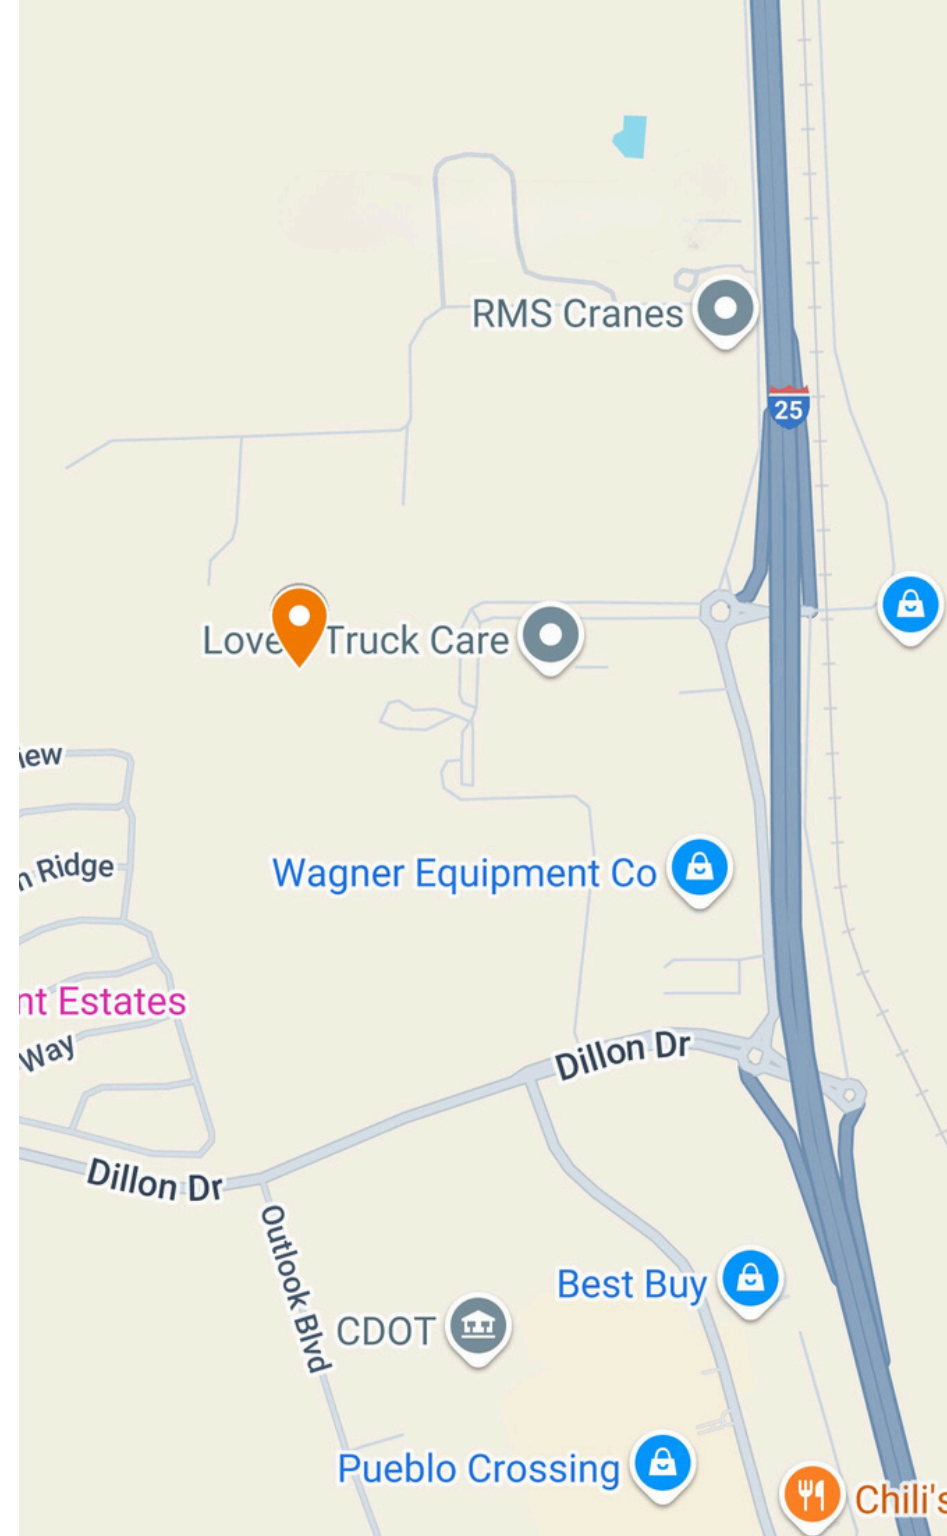 RMS Cranes
25
Love Truck Care
iew
Wagner Equipment Co
n Ridge
nt Estates
Way
Dillon Dr
Dillon Dr
Outlook Blvd
Best Buy
CDOT
Pueblo Crossing
Chili's